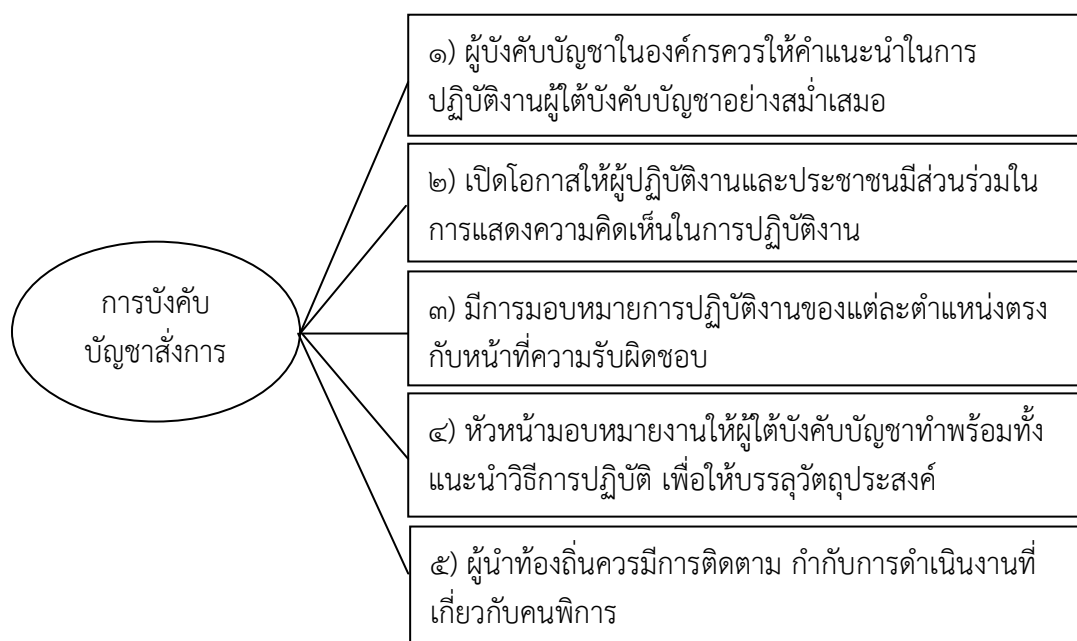 ๑) ผู้บังคับบัญชาในองค์กรควรให้คำแนะนำในการ
ปฏิบัติงานผู้ใต้บังคับบัญชาอย่างสม่ำเสมอ
๒) เปิดโอกาสให้ผู้ปฏิบัติงานและประชาชนมีส่วนร่วมใน
การแสดงความคิดเห็นในการปฏิบัติงาน
การบังคับ
บัญชาสั่งการ
๓) มีการมอบหมายการปฏิบัติงานของแต่ละตำแหน่งตรง
กับหน้าที่ความรับผิดชอบ
๔) หัวหน้ามอบหมายงานให้ผู้ใต้บังคับบัญชาทำพร้อมทั้ง
แนะนำวิธีการปฏิบัติ เพื่อให้บรรลุวัตถุประสงค์
๕) ผู้นำท้องถิ่นควรมีการติดตาม กำกับการดำเนินงานที่
เกี่ยวกับคนพิการ